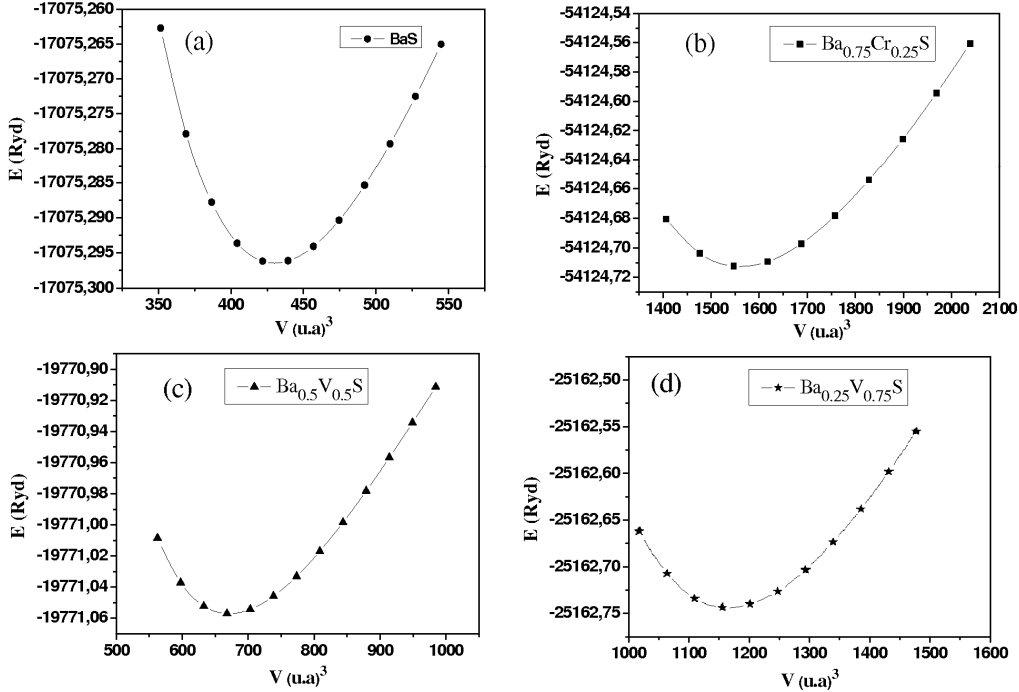 (a)
BaS
-17075,260
-17075,265
-17075,270
-17075,275
-17075,280
-17075,285
-17075,290
-17075,295
-17075,300
E (Ryd)
350 400 450 500 550
V (u.a)³
(b)
Ba₀.₇₅Cr₀.₂₅S
-54124,54
-54124,56
-54124,58
-54124,60
-54124,62
-54124,64
-54124,66
-54124,68
-54124,70
-54124,72
E (Ryd)
1400 1500 1600 1700 1800 1900 2000 2100
V (u.a)³
(c)
Ba₀.₅V₀.₅S
-19770,90
-19770,92
-19770,94
-19770,96
-19770,98
-19771,00
-19771,02
-19771,04
-19771,06
E (Ryd)
500 600 700 800 900 1000
V (u.a)³
(d)
Ba₀.₂₅V₀.₇₅S
-25162,50
-25162,55
-25162,60
-25162,65
-25162,70
-25162,75
E (Ryd)
1000 1100 1200 1300 1400 1500 1600
V (u.a)³